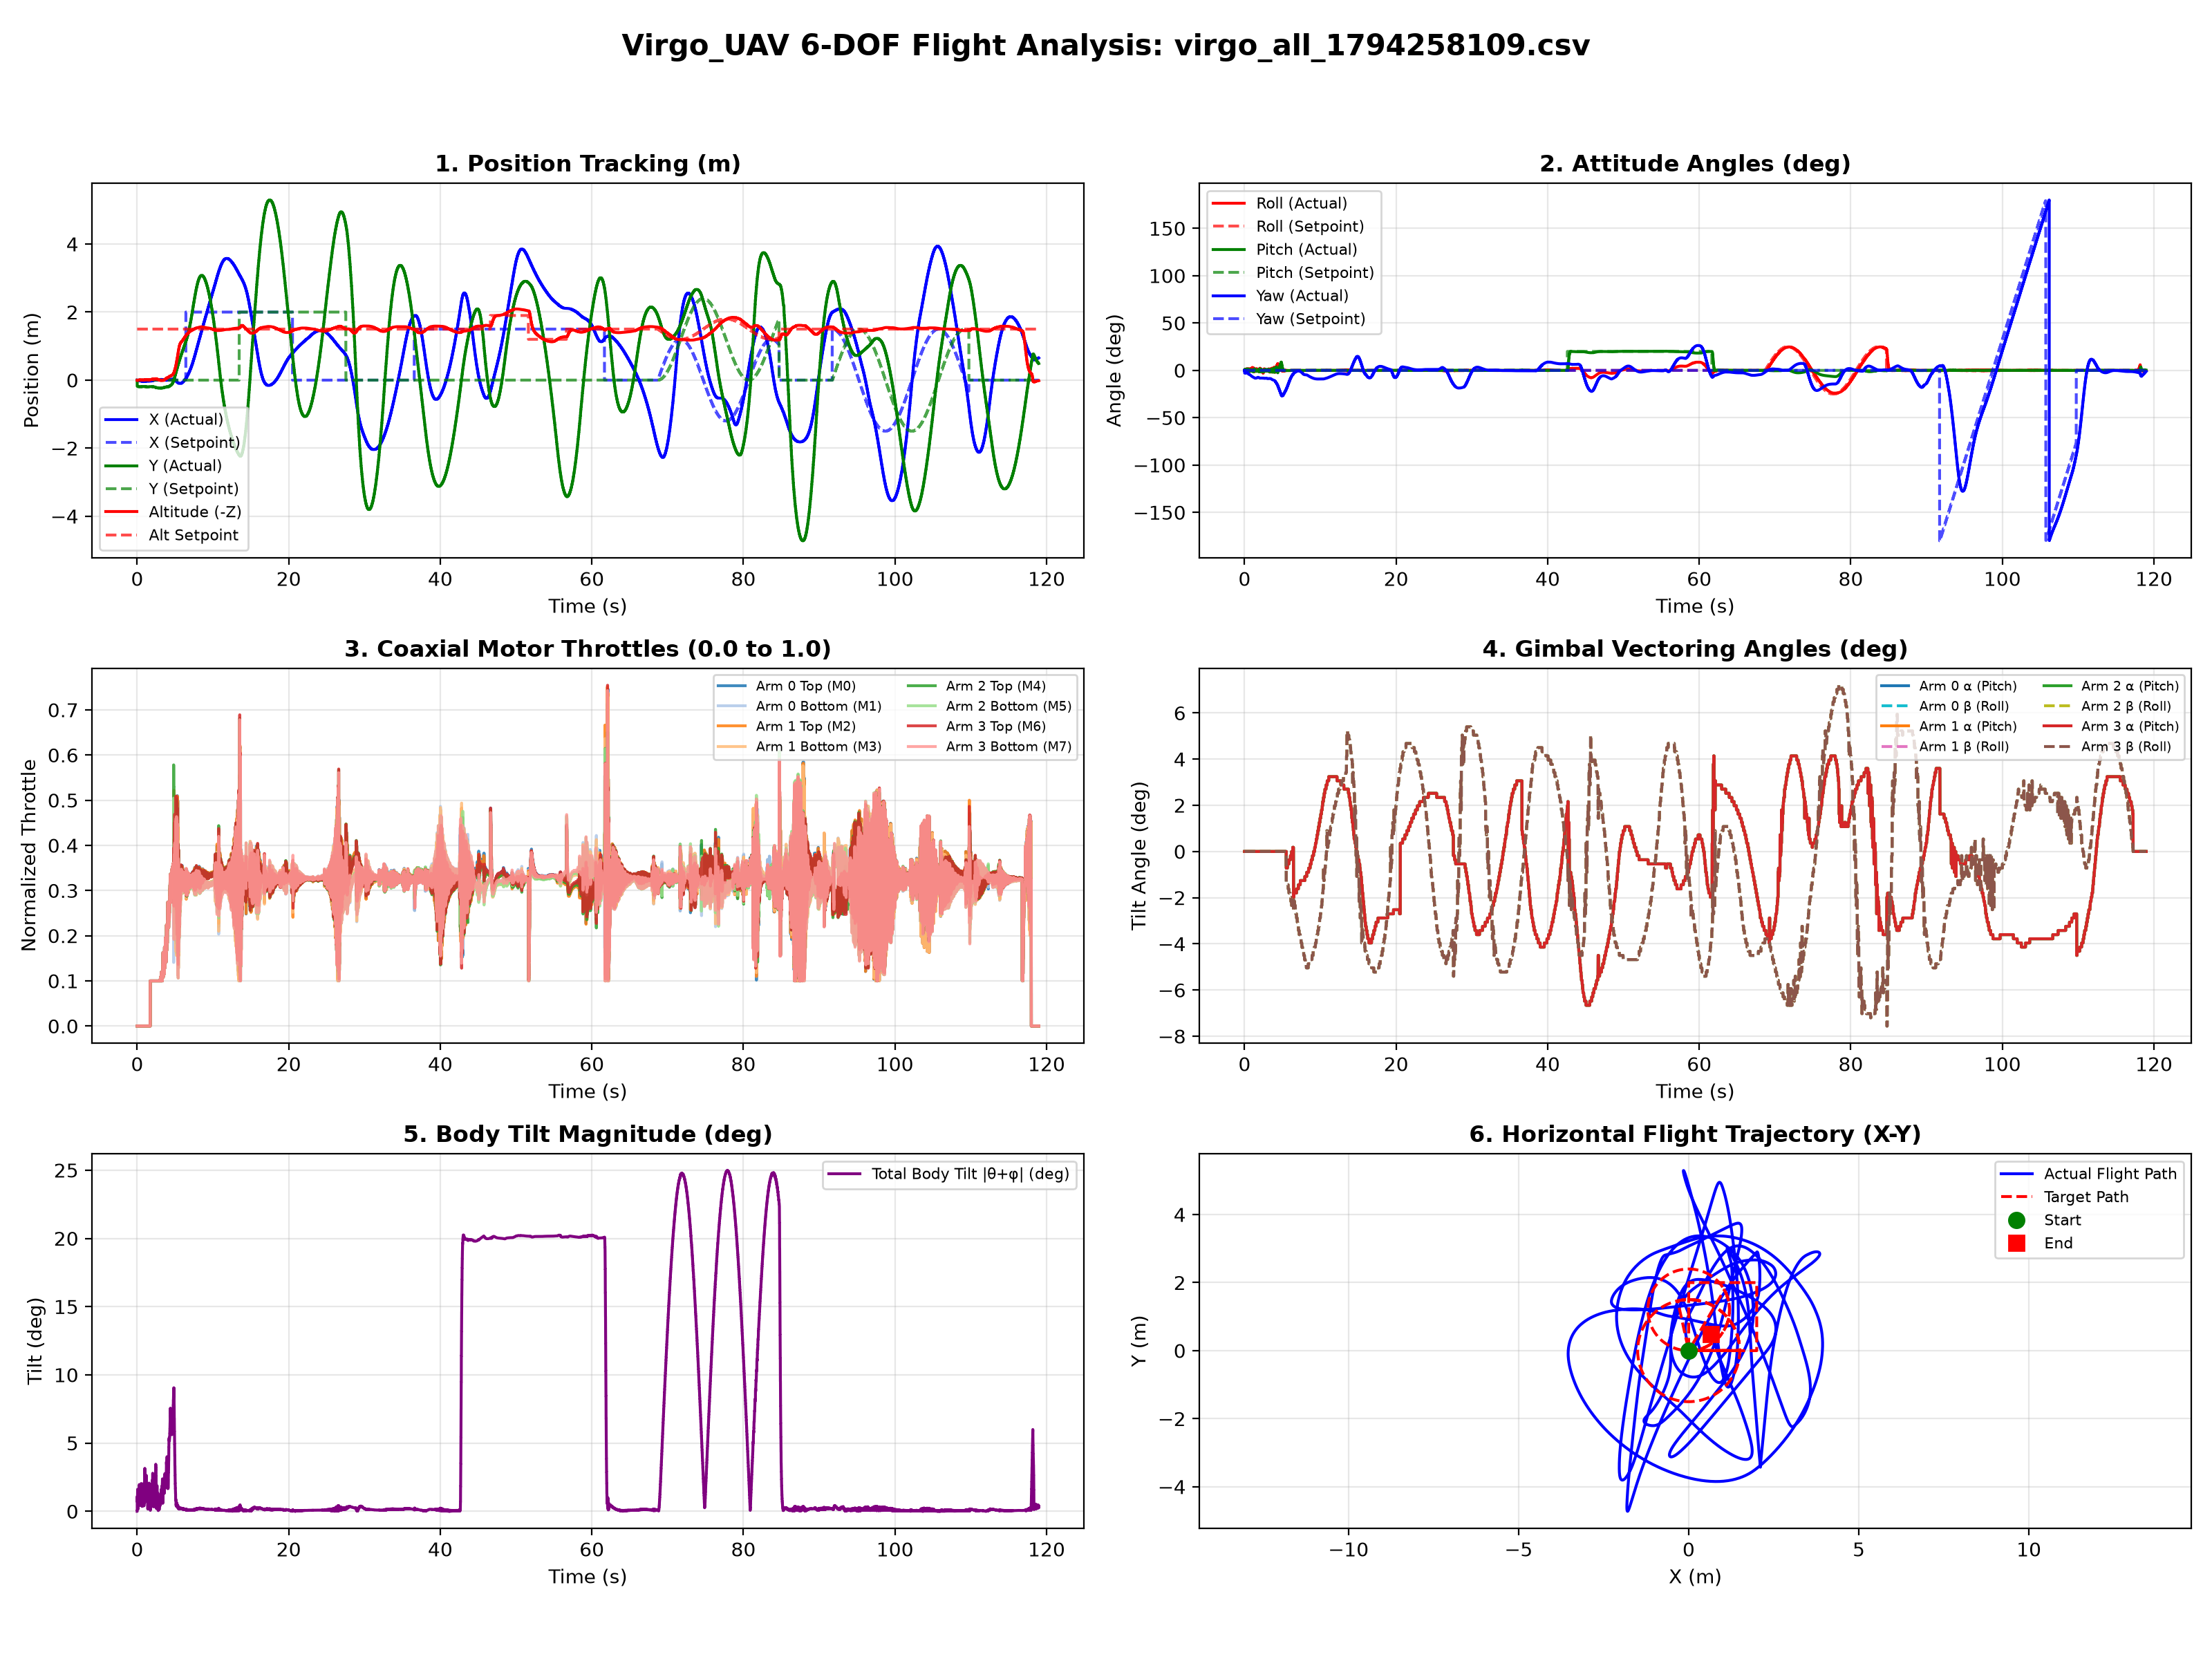 Virgo_UAV 6-DOF Flight Analysis: virgo_all_1794258109.csv
1. Position Tracking (m)
Position (m)
4
2
0
−2
−4
X (Actual)
X (Setpoint)
Y (Actual)
Y (Setpoint)
Altitude (-Z)
Alt Setpoint
0 20 40 60 80 100 120
Time (s)
2. Attitude Angles (deg)
Angle (deg)
150
100
50
0
−50
−100
−150
Roll (Actual)
Roll (Setpoint)
Pitch (Actual)
Pitch (Setpoint)
Yaw (Actual)
Yaw (Setpoint)
0 20 40 60 80 100 120
Time (s)
3. Coaxial Motor Throttles (0.0 to 1.0)
Normalized Throttle
0.7
0.6
0.5
0.4
0.3
0.2
0.1
0.0
Arm 0 Top (M0)
Arm 0 Bottom (M1)
Arm 1 Top (M2)
Arm 1 Bottom (M3)
Arm 2 Top (M4)
Arm 2 Bottom (M5)
Arm 3 Top (M6)
Arm 3 Bottom (M7)
0 20 40 60 80 100 120
Time (s)
4. Gimbal Vectoring Angles (deg)
Tilt Angle (deg)
6
4
2
0
−2
−4
−6
−8
Arm 0 α (Pitch)
Arm 0 β (Roll)
Arm 1 α (Pitch)
Arm 1 β (Roll)
Arm 2 α (Pitch)
Arm 2 β (Roll)
Arm 3 α (Pitch)
Arm 3 β (Roll)
0 20 40 60 80 100 120
Time (s)
5. Body Tilt Magnitude (deg)
Tilt (deg)
25
20
15
10
5
0
Total Body Tilt |θ+φ| (deg)
0 20 40 60 80 100 120
Time (s)
6. Horizontal Flight Trajectory (X-Y)
Y (m)
4
2
0
−2
−4
Actual Flight Path
Target Path
Start
End
−10 −5 0 5 10
X (m)